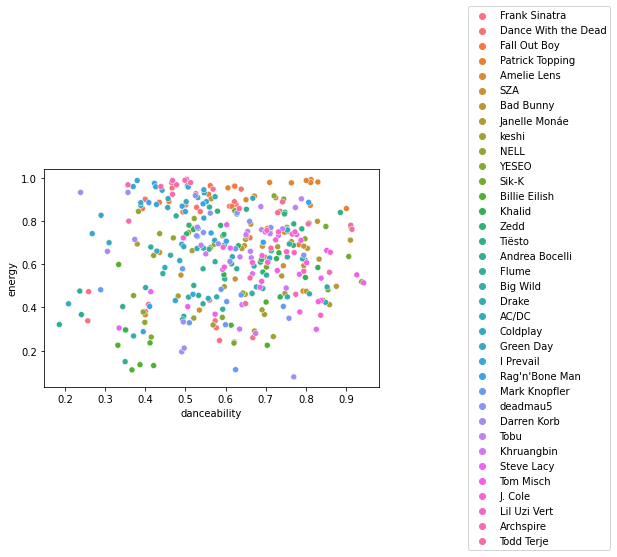 Frank Sinatra
Dance With the Dead
Fall Out Boy
Patrick Topping
Amelie Lens
SZA
Bad Bunny
Janelle Monáe
keshi
NELL
YESEO
Sik-K
Billie Eilish
Khalid
Zedd
Tiësto
Andrea Bocelli
Flume
Big Wild
Drake
AC/DC
Coldplay
Green Day
I Prevail
Rag'n'Bone Man
Mark Knopfler
deadmau5
Darren Korb
Tobu
Khruangbin
Steve Lacy
Tom Misch
J. Cole
Lil Uzi Vert
Archspire
Todd Terje
1.0
0.8
0.6
0.4
0.2
energy
0.2 0.3 0.4 0.5 0.6 0.7 0.8 0.9
danceability